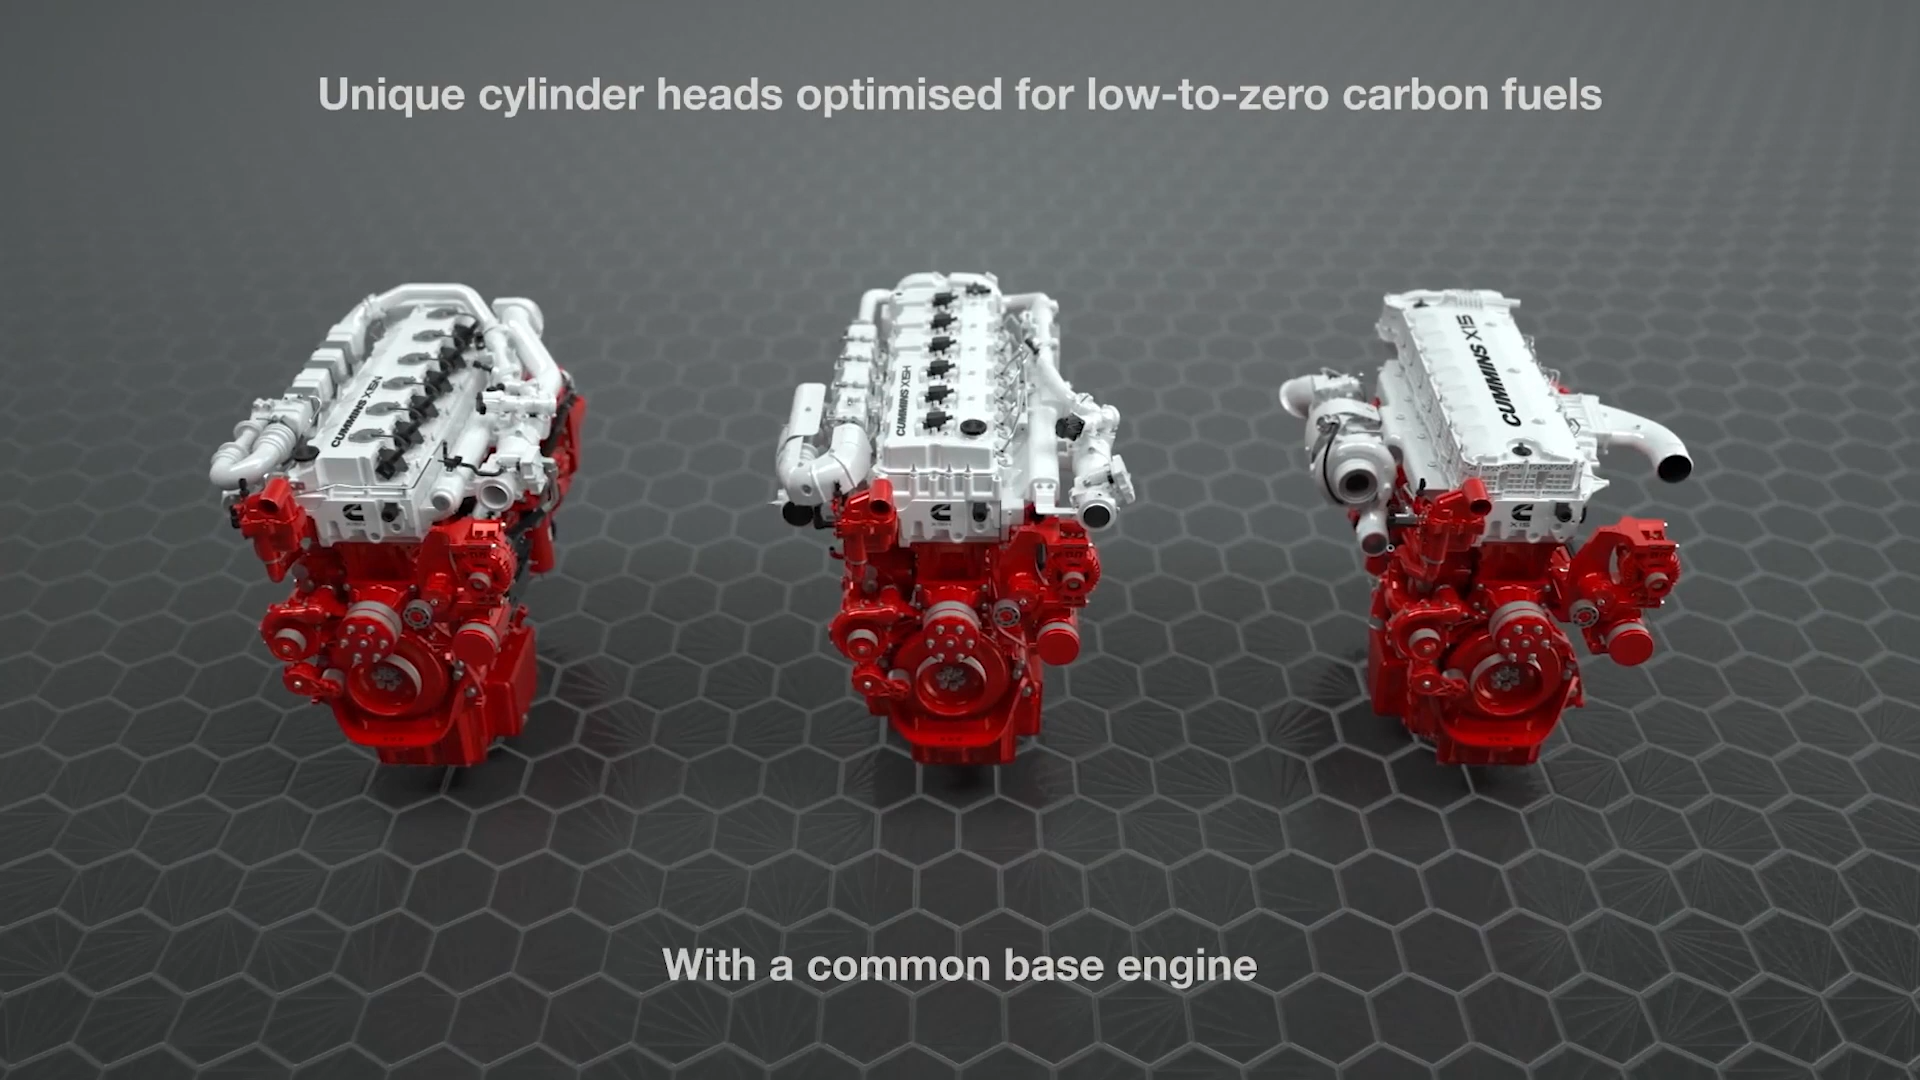 Unique cylinder heads optimised for low-to-zero carbon fuels
CUMMINS X15N
CUMMINS X15H
CUMMINS X15
X15
With a common base engine